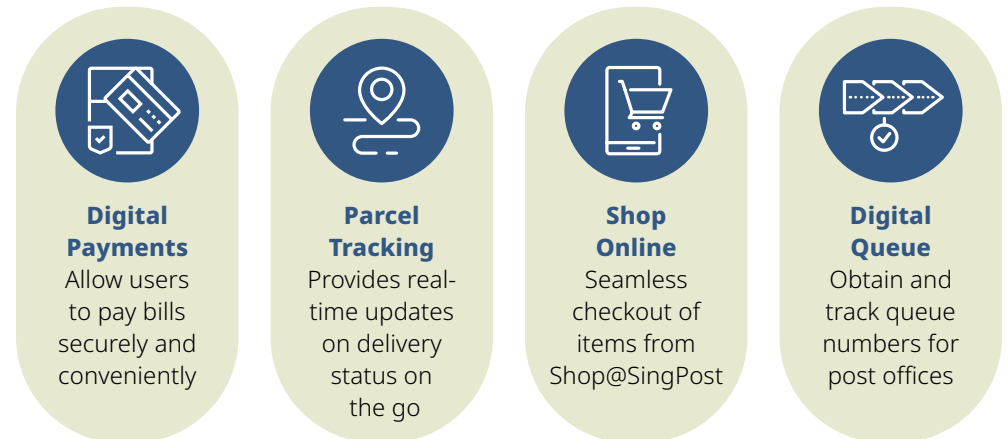 Digital
Payments
Allow users
to pay bills
securely and
conveniently
Parcel
Tracking
Provides real-
time updates
on delivery
status on
the go
Shop
Online
Seamless
checkout of
items from
Shop@SingPost
Digital
Queue
Obtain and
track queue
numbers for
post offices